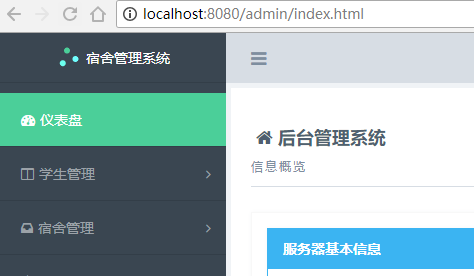 localhost:8080/admin/index.html
宿舍管理系统
仪表盘
学生管理
宿舍管理
后台管理系统
信息概览
服务器基本信息